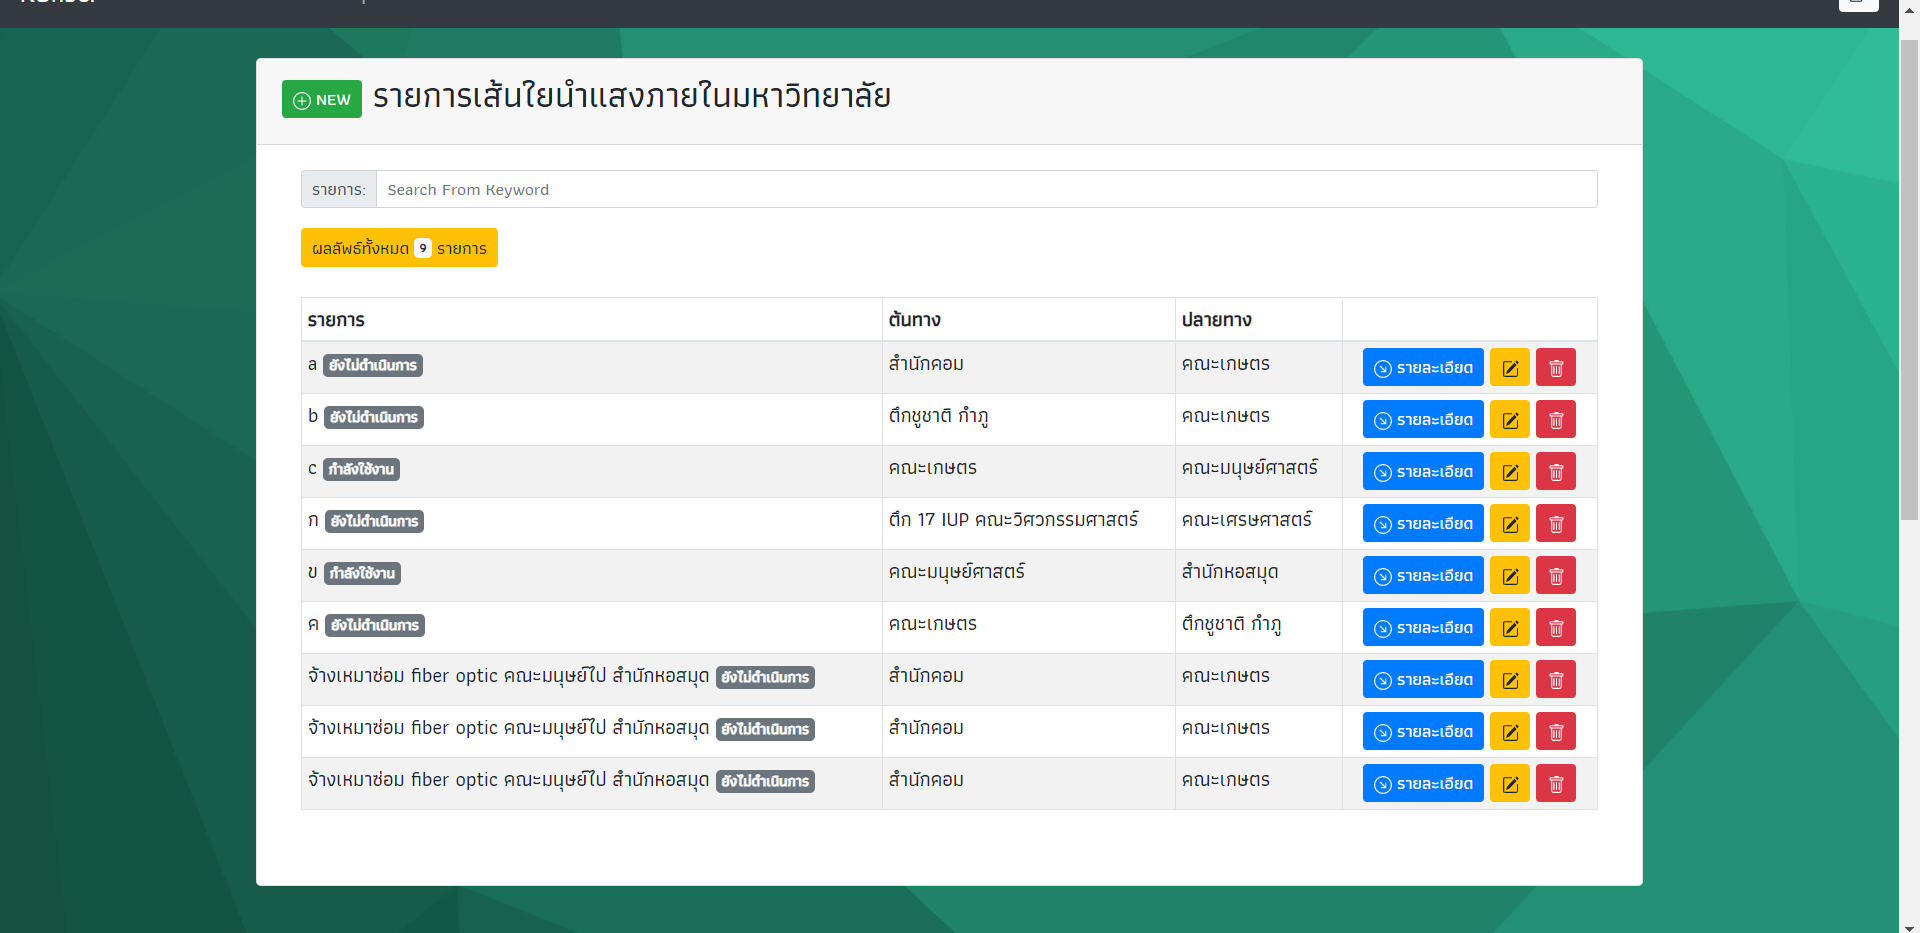 NEW รายการเส้นใยนำแสงภายในมหาวิทยาลัย
รายการ: Search From Keyword
ผลลัพธ์ทั้งหมด 9 รายการ
รายการ ต้นทาง ปลายทาง
a ยังไม่ดำเนินการ สำนักคอม คณะเกษตร รายละเอียด
b ยังไม่ดำเนินการ ตึกชูชาติ กำภู คณะเกษตร รายละเอียด
c กำลังใช้งาน คณะเกษตร คณะมนุษย์ศาสตร์ รายละเอียด
ก ยังไม่ดำเนินการ ตึก 17 IUP คณะวิศวกรรมศาสตร์ คณะเศรษศาสตร์ รายละเอียด
ข กำลังใช้งาน คณะมนุษย์ศาสตร์ สำนักหอสมุด รายละเอียด
ค ยังไม่ดำเนินการ คณะเกษตร ตึกชูชาติ กำภู รายละเอียด
จ้างเหมาซ่อม fiber optic คณะมนุษย์ไป สำนักหอสมุด ยังไม่ดำเนินการ สำนักคอม คณะเกษตร รายละเอียด
จ้างเหมาซ่อม fiber optic คณะมนุษย์ไป สำนักหอสมุด ยังไม่ดำเนินการ สำนักคอม คณะเกษตร รายละเอียด
จ้างเหมาซ่อม fiber optic คณะมนุษย์ไป สำนักหอสมุด ยังไม่ดำเนินการ สำนักคอม คณะเกษตร รายละเอียด